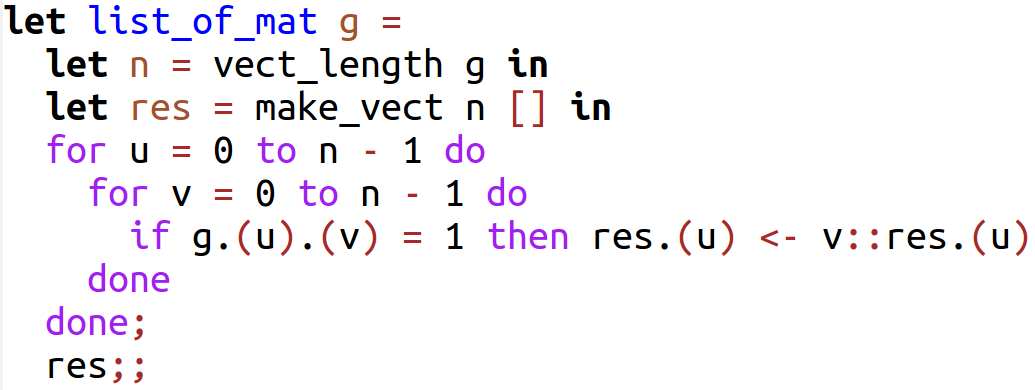 let list_of_mat g =
  let n = vect_length g in
  let res = make_vect n [] in
  for u = 0 to n - 1 do
    for v = 0 to n - 1 do
      if g.(u).(v) = 1 then res.(u) <- v::res.(u)
    done
  done;
  res;;